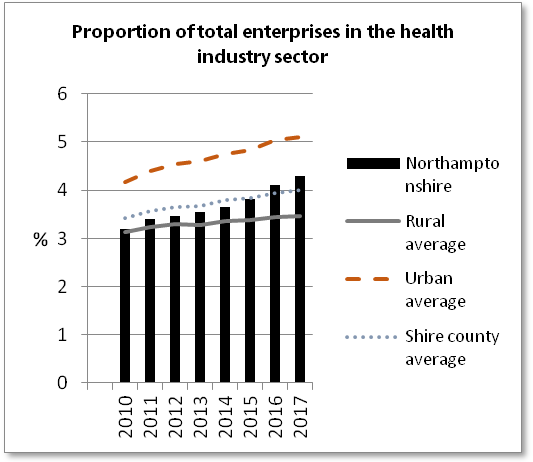 Proportion of total enterprises in the health
industry sector
6
5
4
3
2
1
0
%
2010
2011
2012
2013
2014
2015
2016
2017
Northampto
nshire
Rural
average
Urban
average
Shire county
average